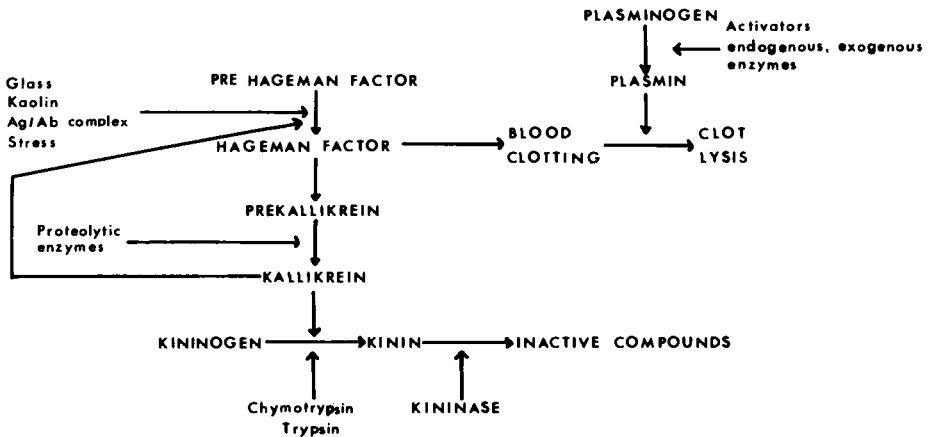 PLASMINOGEN
Activators
endogenous, exogenous
enzymes
PLASMIN
Glass
Kaolin
Ag/Ab complex
Stress
PRE HAGEMAN FACTOR
HAGEMAN FACTOR
BLOOD
CLOTTING
CLOT
LYSIS
PREKALLIKREIN
Proteolytic
enzymes
KALLIKREIN
KININOGEN
KININ
INACTIVE COMPOUNDS
Chymotrypsin
Trypsin
KININASE